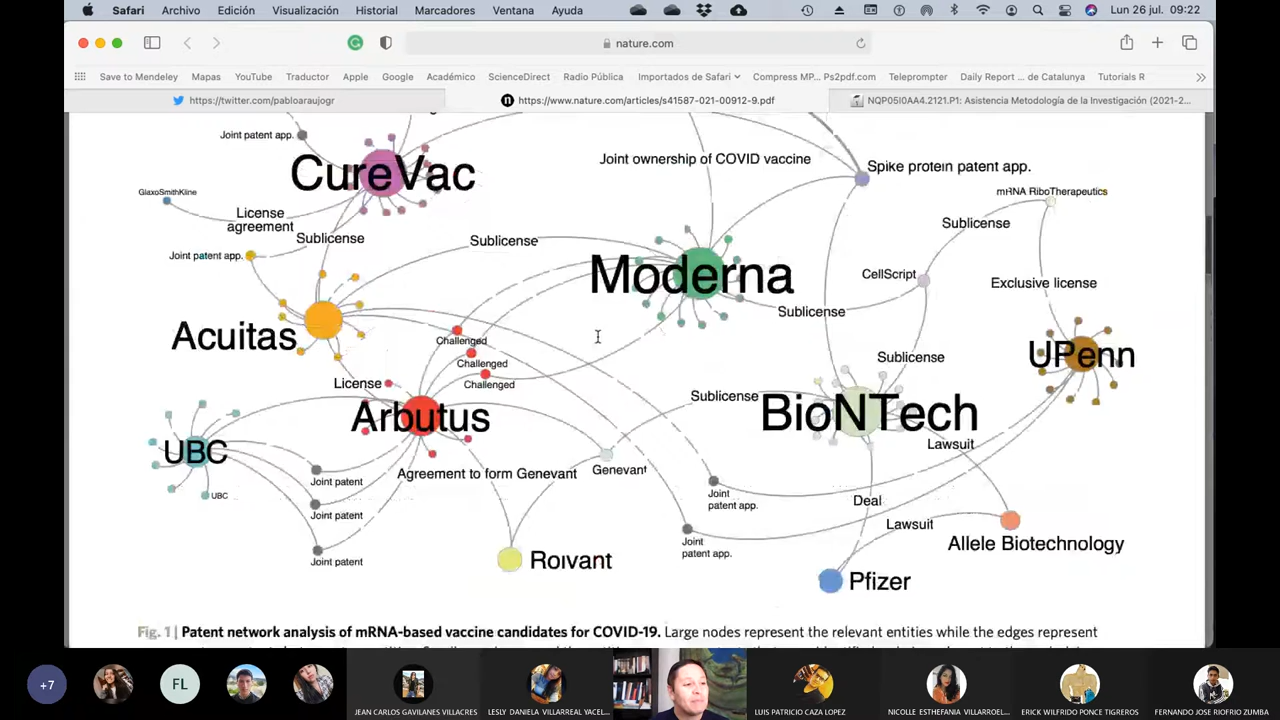 Safari Archivo Edición Visualización Historial Marcadores Ventana Ayuda Lun 26 jul. 09:22
nature.com
Save to Mendeley Mapas YouTube Traductor Apple Google Académico ScienceDirect Radio Pública Importados de Safari Compress MP... Ps2pdf.com Teleprompter Daily Report ... de Catalunya Tutorials R
https://twitter.com/pabloaraujogr https://www.nature.com/articles/s41587-021-00912-9.pdf NQP05I0AA4.2121.P1: Asistencia Metodología de la Investigación (2021-2...
Joint patent app.
CureVac
Joint ownership of COVID vaccine
Spike protein patent app.
GlaxoSmithKline
mRNA RiboTherapeutics
License
agreement
Sublicense
Sublicense
Sublicense
Joint patent app.
Moderna
CellScript
Exclusive license
Sublicense
Acuitas
Challenged
Challenged
Challenged
Sublicense
UPenn
License
Arbutus
Sublicense
BioNTech
UBC
Lawsuit
Agreement to form Genevant
Genevant
Joint patent
UBC
Joint
patent app.
Deal
Joint patent
Lawsuit
Joint
patent app.
Allele Biotechnology
Joint patent
Roivant
Pfizer
Fig. 1 | Patent network analysis of mRNA-based vaccine candidates for COVID-19. Large nodes represent the relevant entities while the edges represent
+7
FL
JEAN CARLOS GAVILANES VILLACRES
LESLY DANIELA VILLARREAL YACEL...
LUIS PATRICIO CAZA LOPEZ
NICOLLE ESTHEFANIA VILLARROEL...
ERICK WILFRIDO PONCE TIGREROS
FERNANDO JOSE RIOFRIO ZUMBA